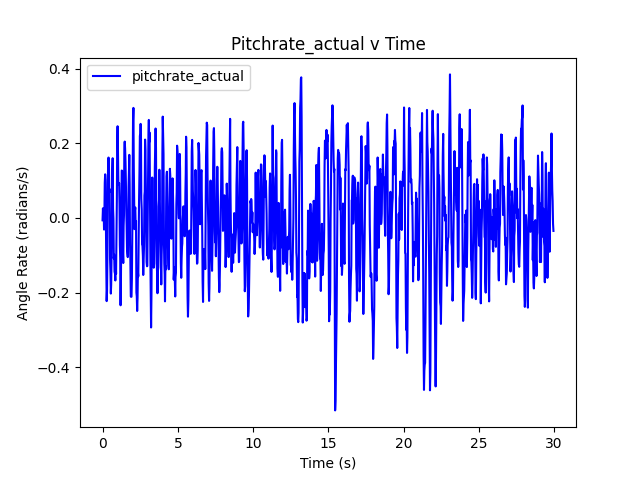 Pitchrate_actual v Time
pitchrate_actual
Angle Rate (radians/s)
0.4
0.2
0.0
−0.2
−0.4
0 5 10 15 20 25 30
Time (s)